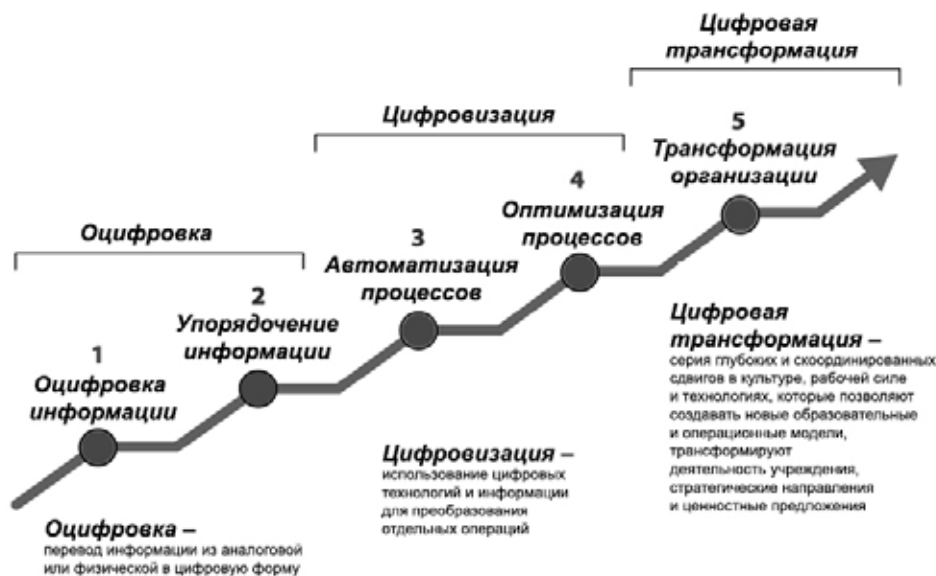 Цифровая
трансформация
Цифровизация
5
Трансформация
организации
4
Оптимизация
процессов
Оцифровка
3
Автоматизация
процессов
2
Упорядочение
информации
1
Оцифровка
информации
Цифровая
трансформация –
серия глубоких и скоординированных
сдвигов в культуре, рабочей силе
и технологиях, которые позволяют
создавать новые образовательные
и операционные модели,
трансформируют
деятельность учреждения,
стратегические направления
и ценностные предложения
Цифровизация –
использование цифровых
технологий и информации
для преобразования
отдельных операций
Оцифровка –
перевод информации из аналоговой
или физической в цифровую форму